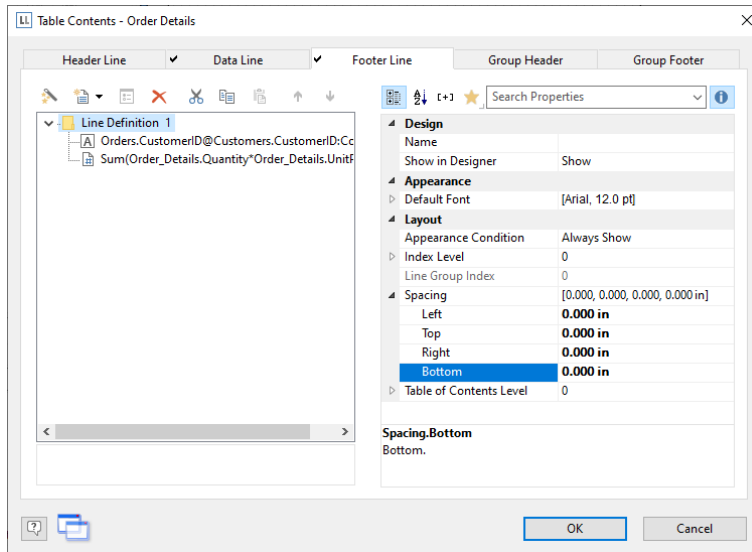 LL Table Contents - Order Details
Header Line Data Line Footer Line Group Header Group Footer
Search Properties
Line Definition 1
Orders.CustomerID@Customers.CustomerID:Co
Sum(Order_Details.Quantity*Order_Details.UnitP
Design
Name
Show in Designer Show
Appearance
Default Font [Arial, 12.0 pt]
Layout
Appearance Condition Always Show
Index Level 0
Line Group Index 0
Spacing [0.000, 0.000, 0.000, 0.000 in]
Left 0.000 in
Top 0.000 in
Right 0.000 in
Bottom 0.000 in
Table of Contents Level 0
Spacing.Bottom
Bottom.
OK Cancel